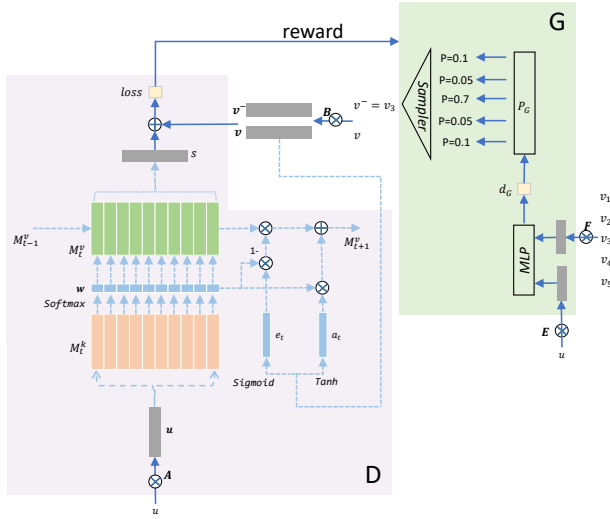 reward
G
P=0.1
P=0.05
P=0.7
P=0.05
P=0.1
Sampler
P_G
d_G
MLP
F
v₁
v₂
v₃
v₄
v₅
E
u
loss
v⁻
v
B
v⁻ = v₃
v
s
M^v_{t-1}
M^v_t
M^v_{t+1}
1-
w
Softmax
M^k_t
e_t
a_t
Sigmoid
Tanh
u
D
A
u